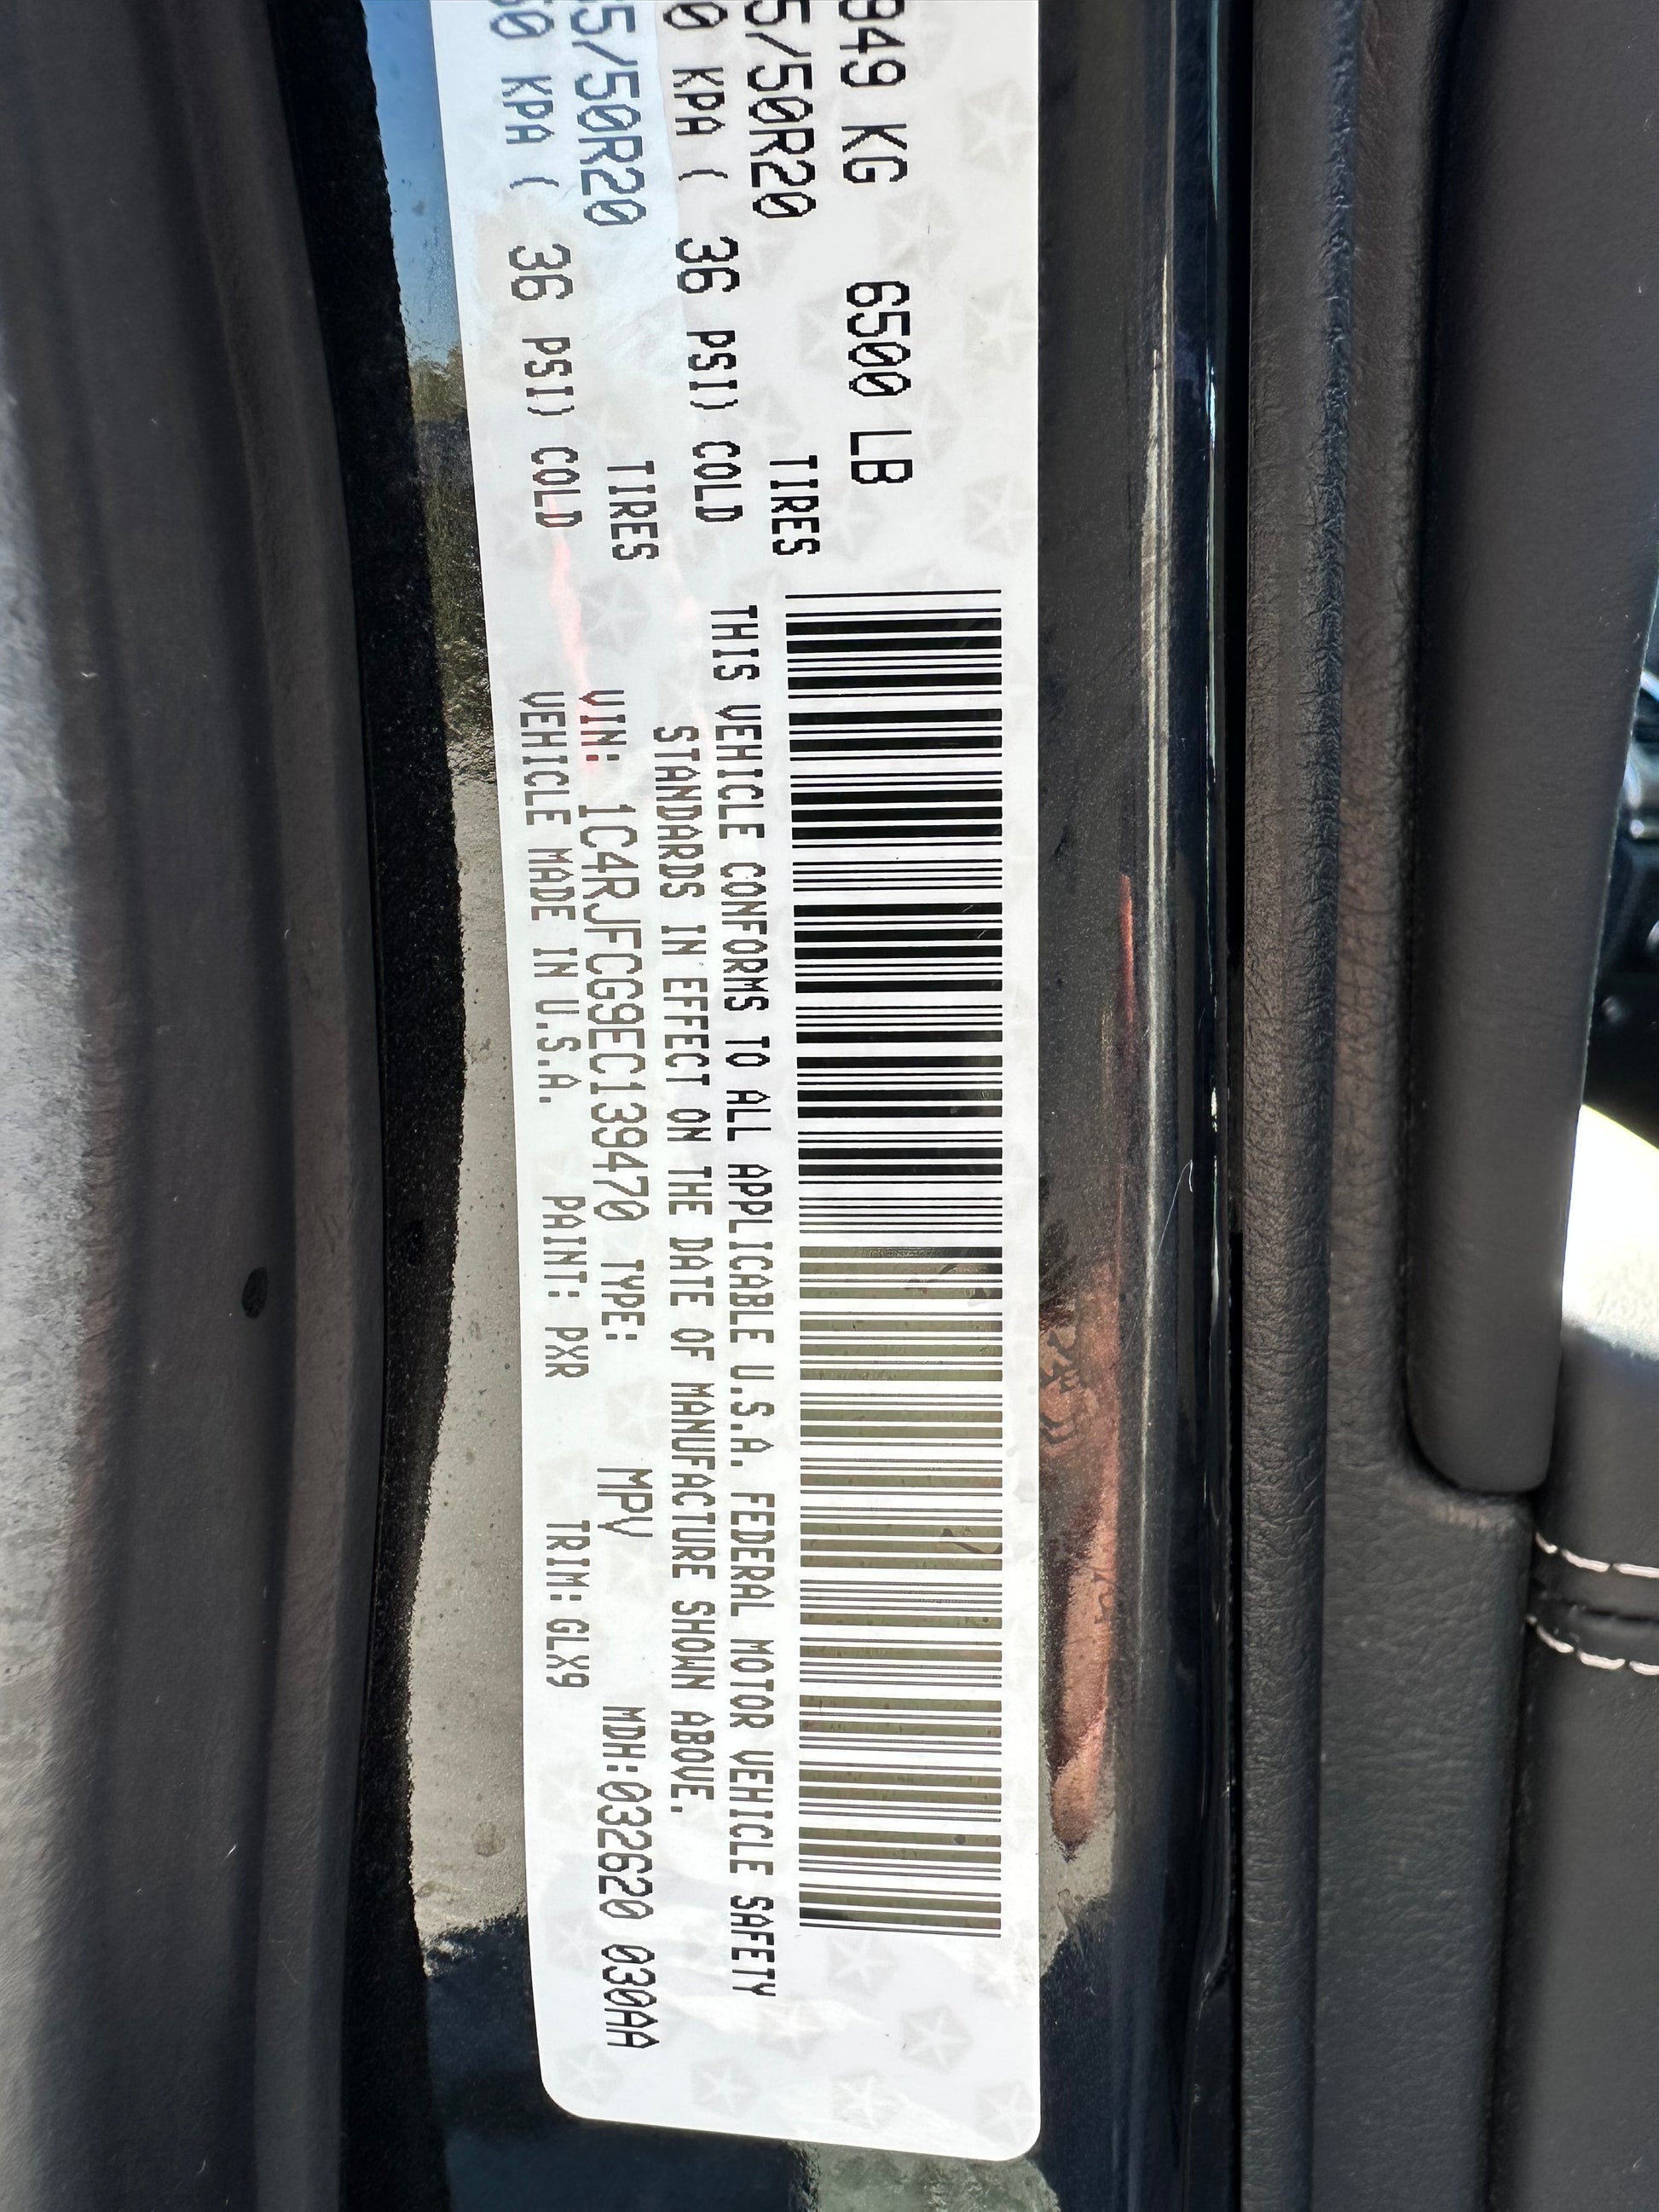 949 KG 6500 LB
5/50R20 TIRES
0 KPA ( 36 PSI) COLD
5/50R20 TIRES
50 KPA ( 36 PSI) COLD
THIS VEHICLE CONFORMS TO ALL APPLICABLE U.S.A. FEDERAL MOTOR VEHICLE SAFETY
STANDARDS IN EFFECT ON THE DATE OF MANUFACTURE SHOWN ABOVE.
VIN: 1C4RJFCG9EC139470 TYPE: MPV MDH:032620 030AA
VEHICLE MADE IN U.S.A. PAINT: PXR TRIM:GLX9